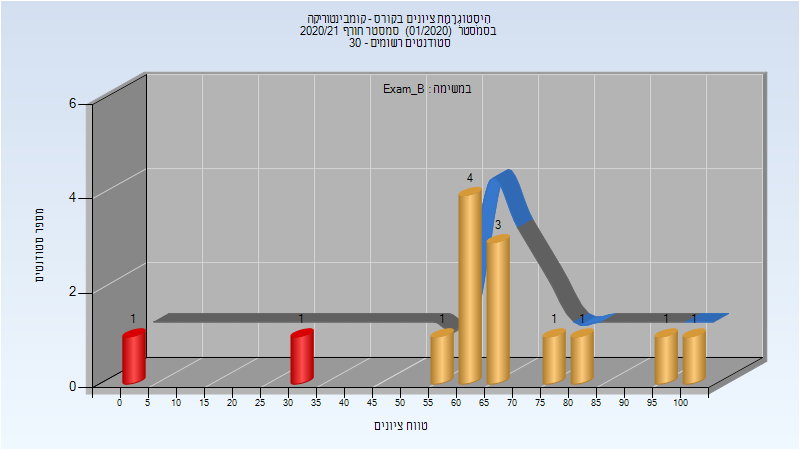 היסטוגרמת ציונים בקורס - קומבינטוריקה
בסמסטר (01/2020) סמסטר חורף 2020/21
סטודנטים רשומים - 30
במשימה : Exam_B
מספר סטודנטים
6
4
2
0
1
1
1
4
3
1
1
1
1
0 5 10 15 20 25 30 35 40 45 50 55 60 65 70 75 80 85 90 95 100
טווח ציונים